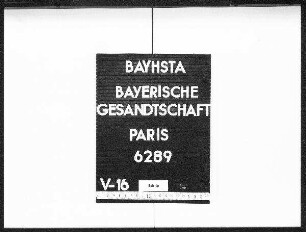 BAYHSTA
BAYERISCHE
GESANDTSCHAFT
PARIS
6289
V-16